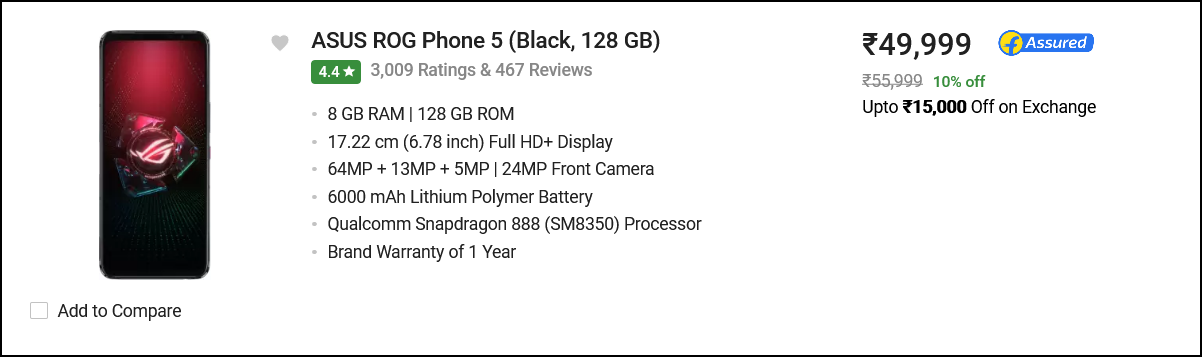 ASUS ROG Phone 5 (Black, 128 GB)
4.4★ 3,009 Ratings & 467 Reviews
8 GB RAM | 128 GB ROM
17.22 cm (6.78 inch) Full HD+ Display
64MP + 13MP + 5MP | 24MP Front Camera
6000 mAh Lithium Polymer Battery
Qualcomm Snapdragon 888 (SM8350) Processor
Brand Warranty of 1 Year
Add to Compare
₹49,999 Assured
₹55,999 10% off
Upto ₹15,000 Off on Exchange